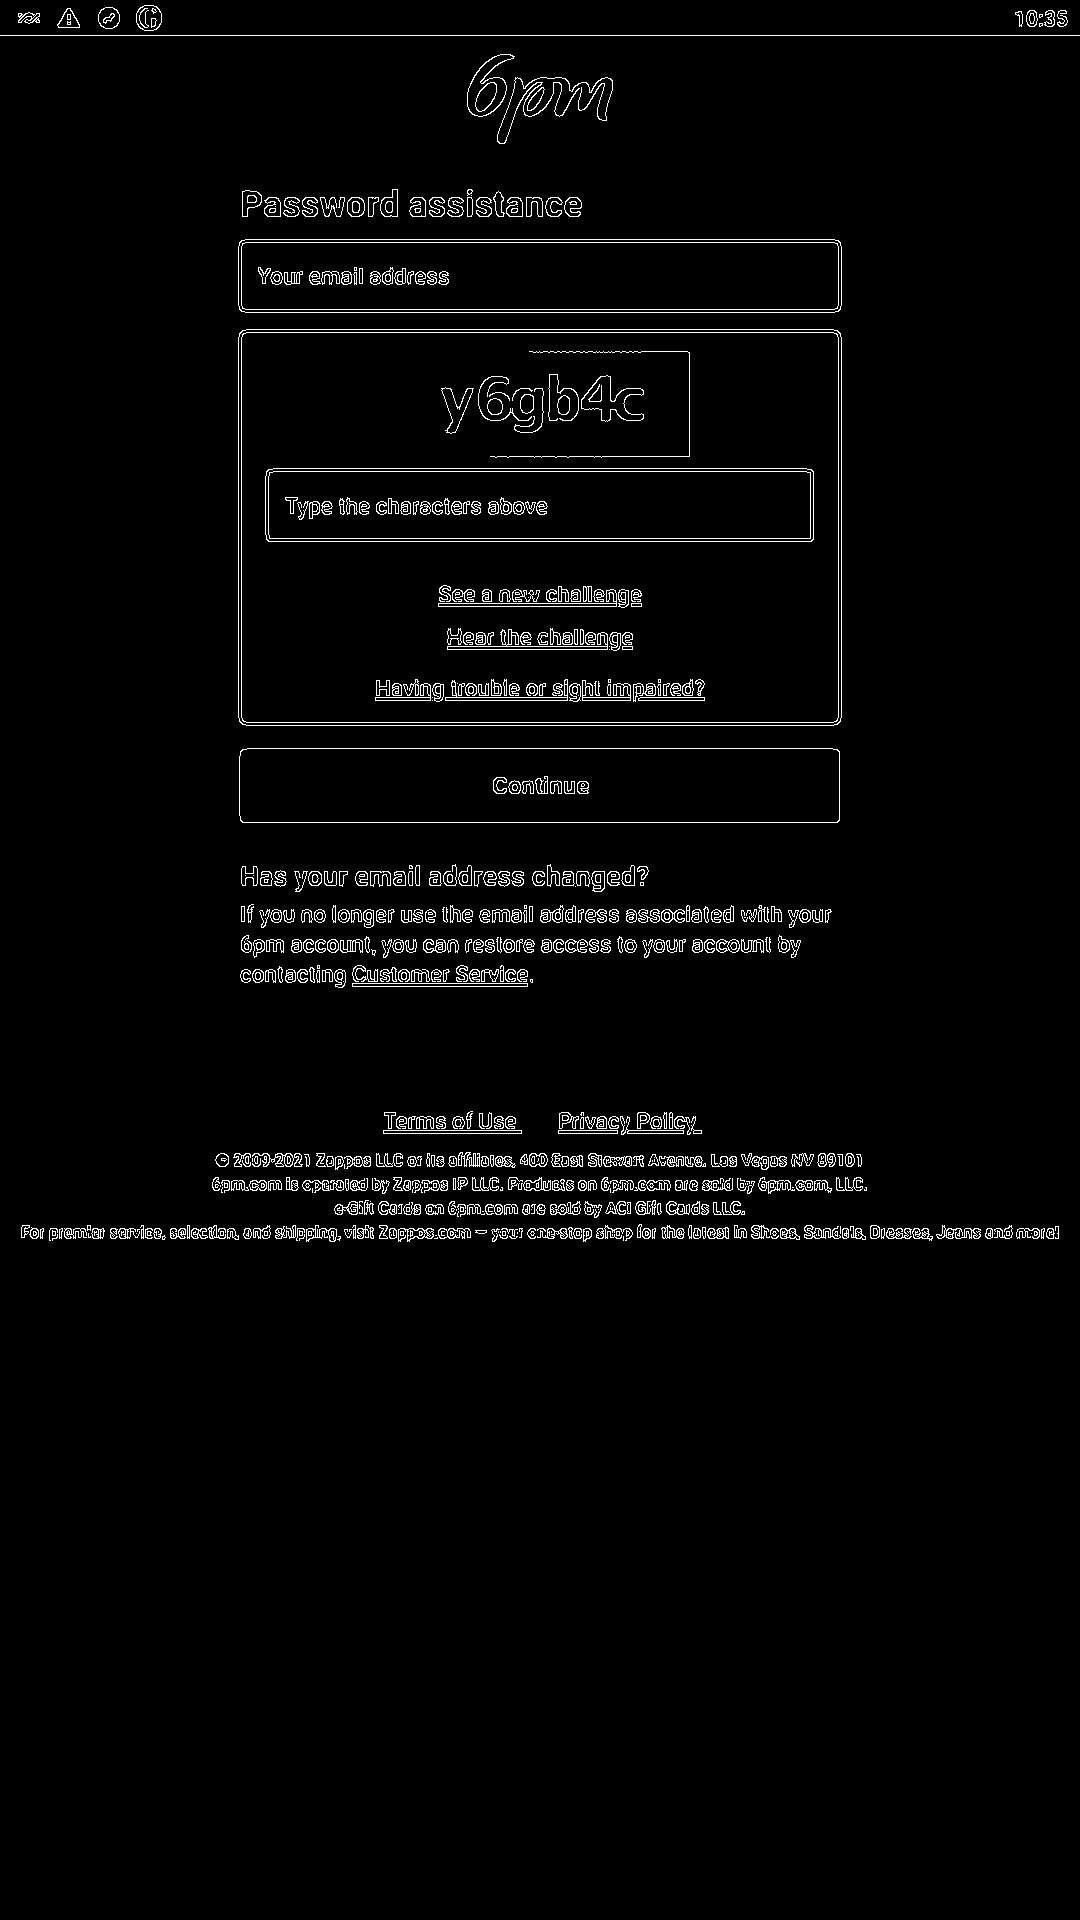 10:35
6pm
Password assistance
Your email address
y6gb4c
Type the characters above
See a new challenge
Hear the challenge
Having trouble or sight impaired?
Continue
Has your email address changed?
If you no longer use the email address associated with your
6pm account, you can restore access to your account by
contacting Customer Service.
Terms of Use Privacy Policy
© 2009-2021 Zappos LLC or its affiliates, 400 East Stewart Avenue, Las Vegas NV 89101
6pm.com is operated by Zappos IP LLC. Products on 6pm.com are sold by 6pm.com, LLC.
e-Gift Cards on 6pm.com are sold by ACI Gift Cards LLC.
For premier service, selection, and shipping, visit Zappos.com — your one-stop shop for the latest in Shoes, Sandals, Dresses, Jeans and more!